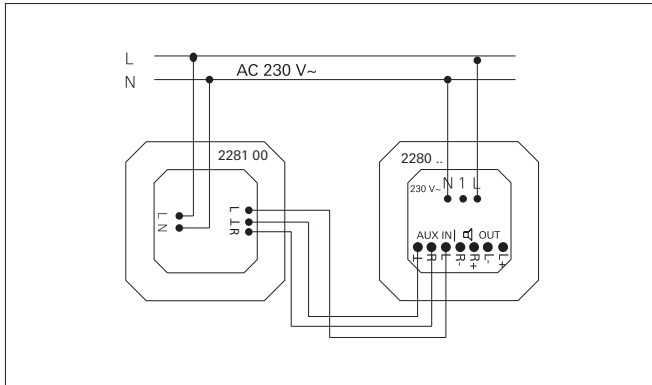 L
N
AC 230 V~
2281 00
L
N
L
⊥
R
2280 ..
230 V~ N 1 L
AUX IN OUT
⊥ R L R- R+ L- L+